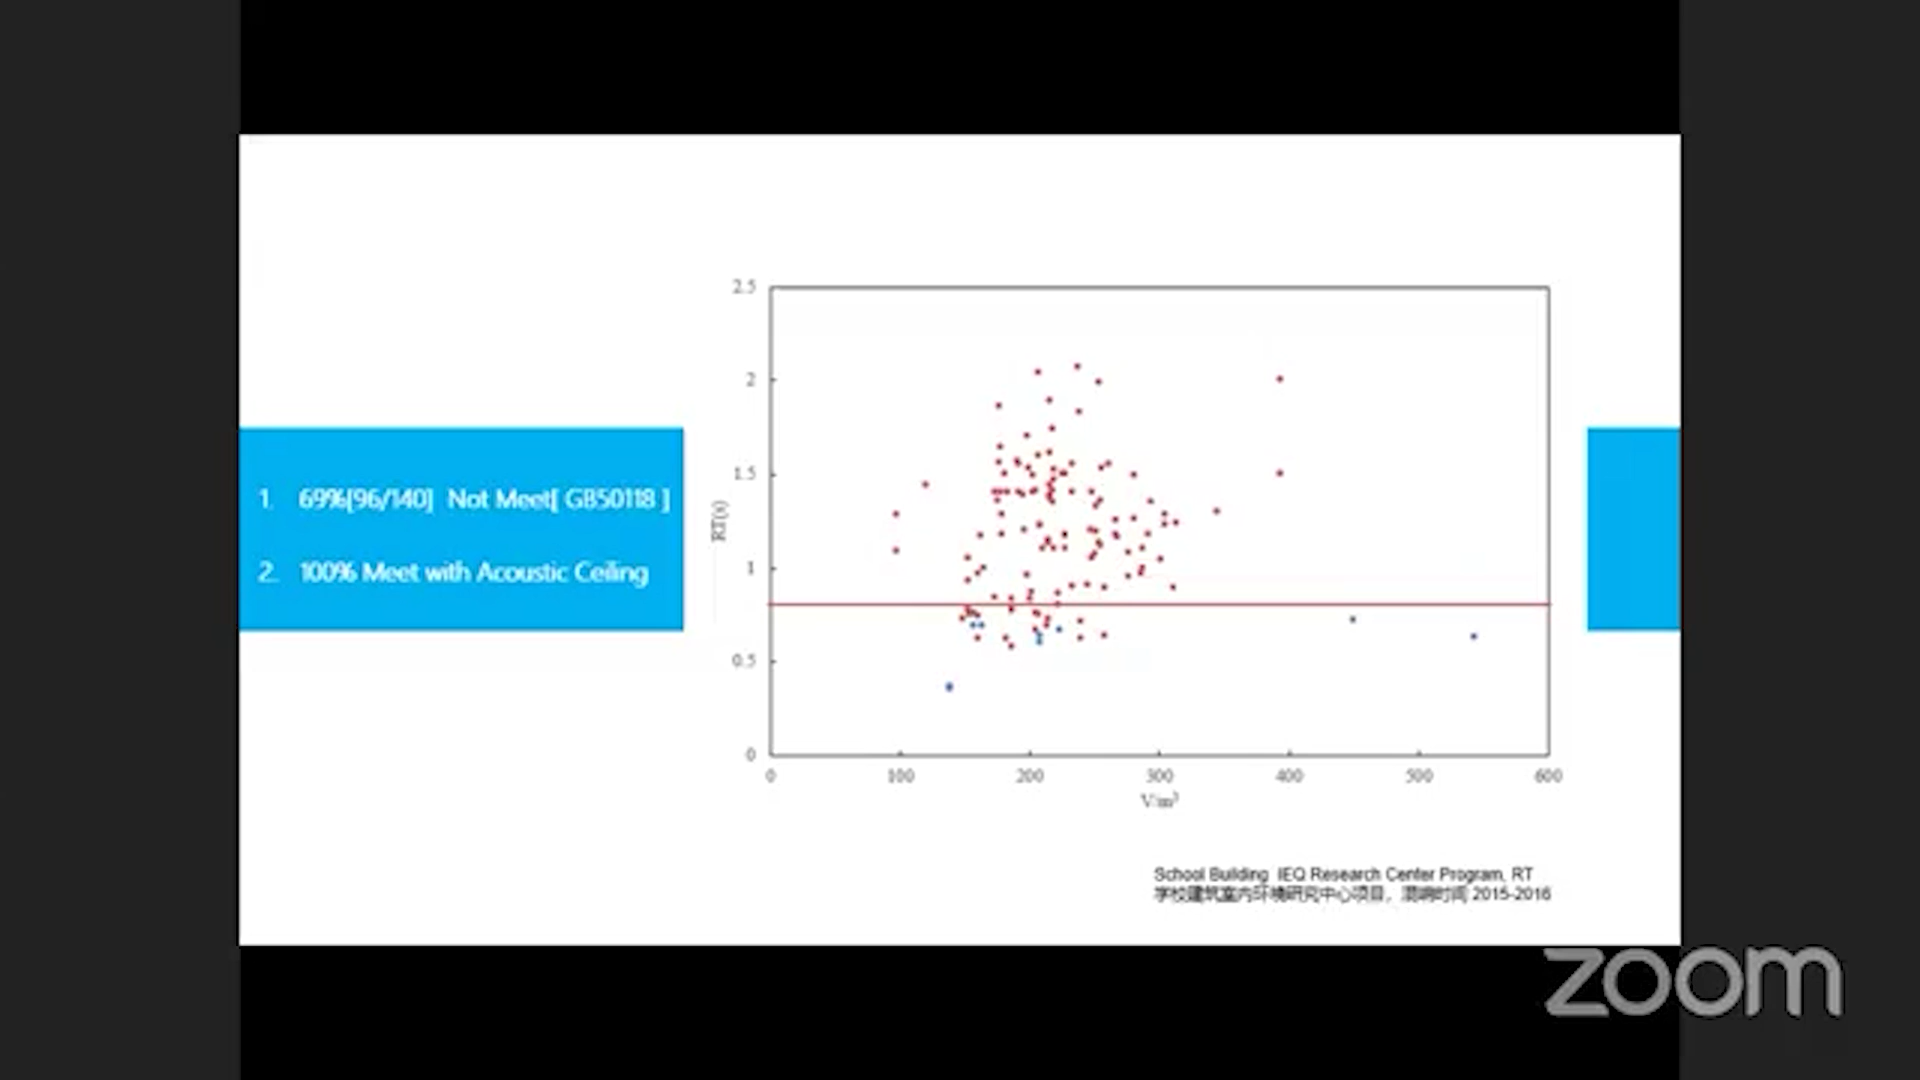 1. 69%[96/140] Not Meet[ GB50118 ]
2. 100% Meet with Acoustic Ceiling
2.5
2
1.5
1
0.5
0
RT(s)
0 100 200 300 400 500 600
V/m³
School Building IEQ Research Center Program, RT
学校建筑室内环境研究中心项目，混响时间 2015-2016
zoom